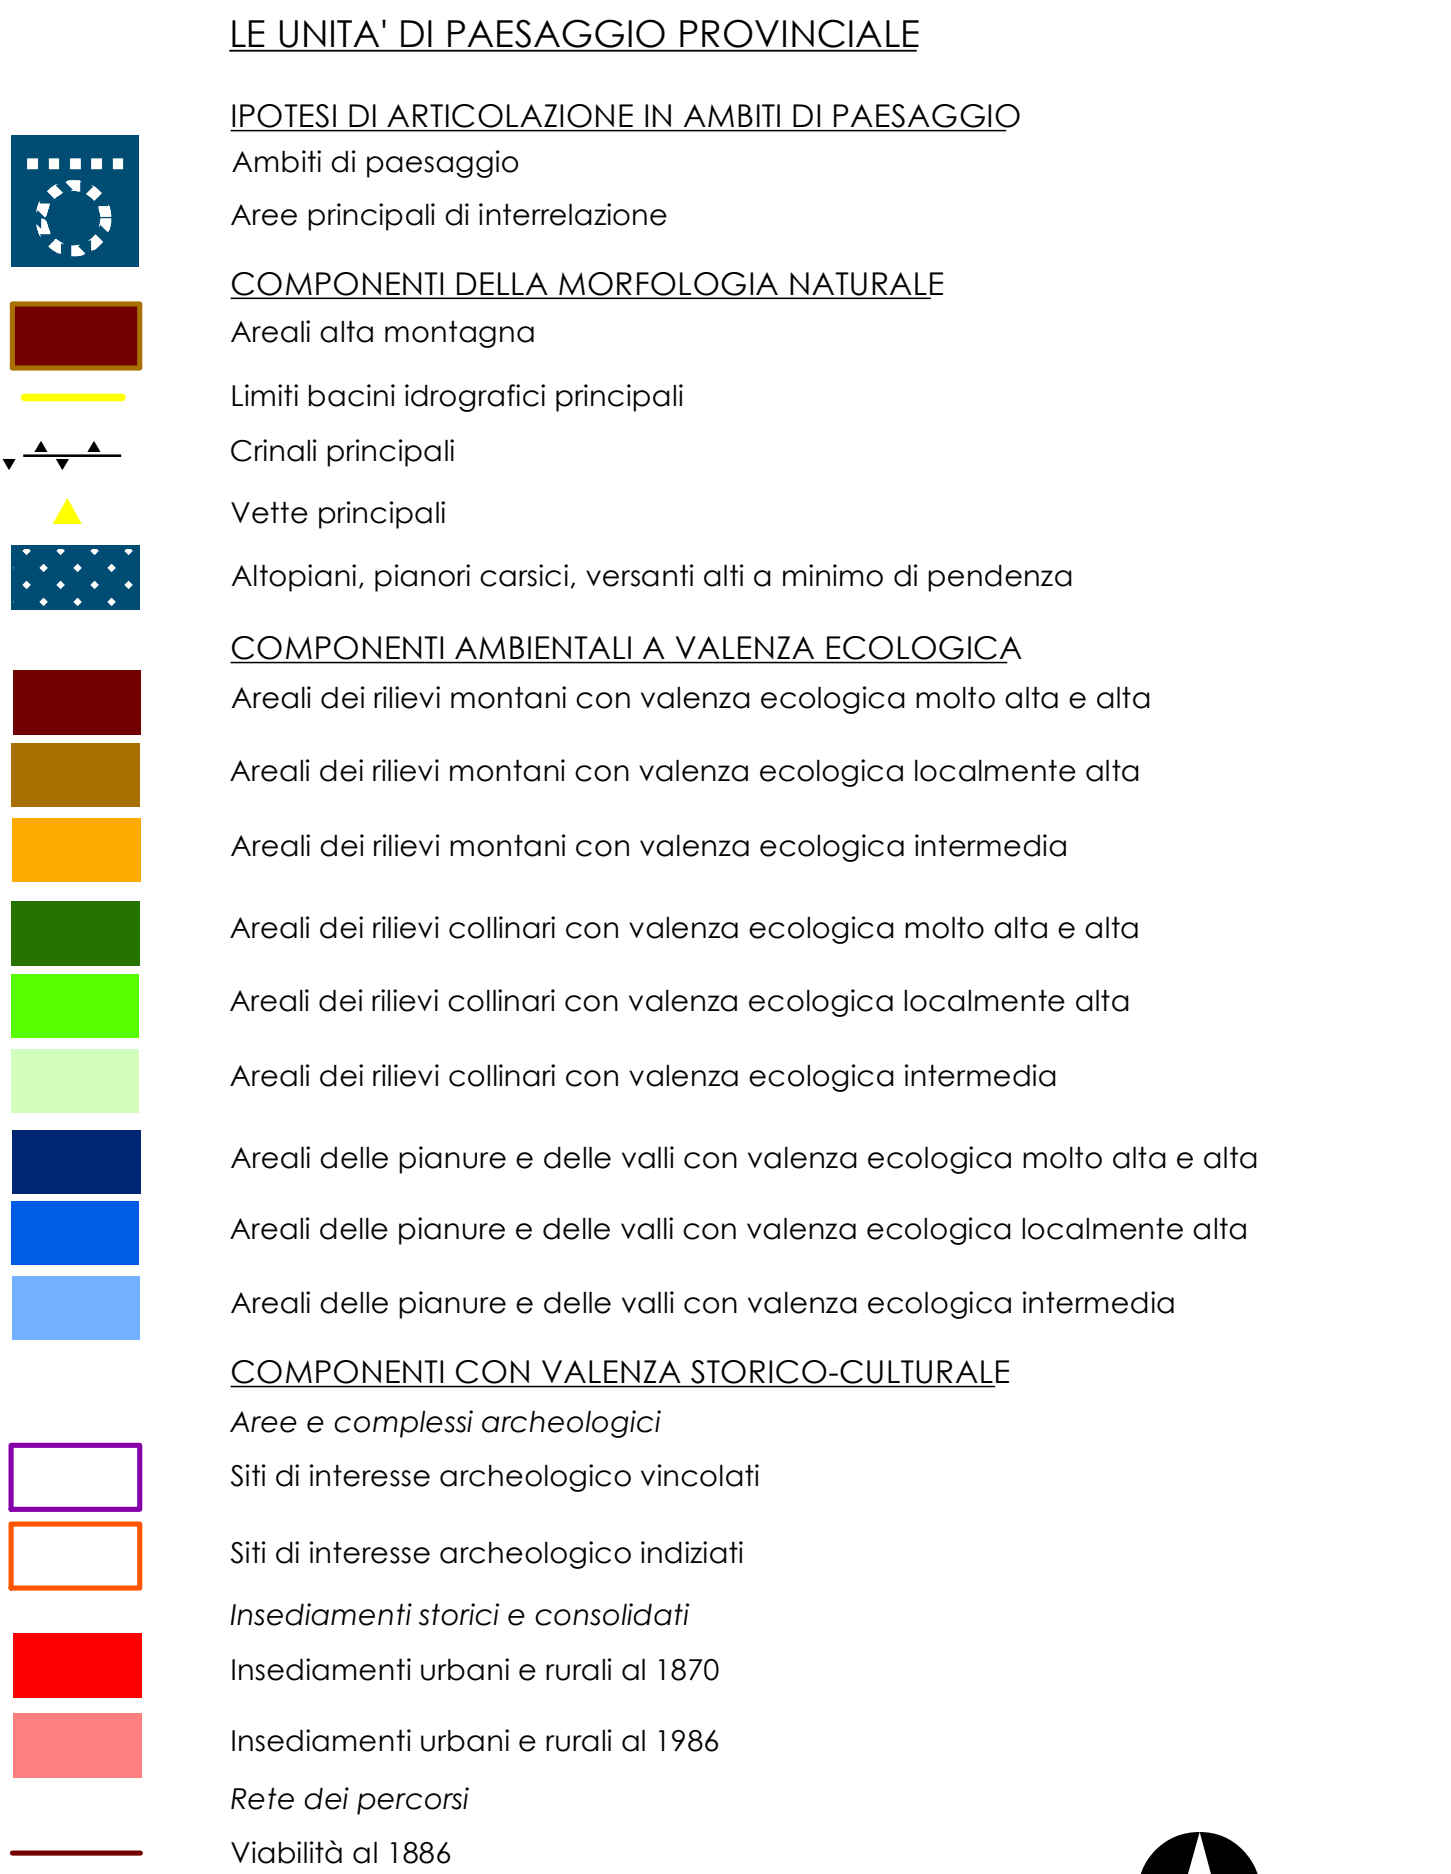 LE UNITA' DI PAESAGGIO PROVINCIALE
IPOTESI DI ARTICOLAZIONE IN AMBITI DI PAESAGGIO
Ambiti di paesaggio
Aree principali di interrelazione
COMPONENTI DELLA MORFOLOGIA NATURALE
Areali alta montagna
Limiti bacini idrografici principali
Crinali principali
Vette principali
Altopiani, pianori carsici, versanti alti a minimo di pendenza
COMPONENTI AMBIENTALI A VALENZA ECOLOGICA
Areali dei rilievi montani con valenza ecologica molto alta e alta
Areali dei rilievi montani con valenza ecologica localmente alta
Areali dei rilievi montani con valenza ecologica intermedia
Areali dei rilievi collinari con valenza ecologica molto alta e alta
Areali dei rilievi collinari con valenza ecologica localmente alta
Areali dei rilievi collinari con valenza ecologica intermedia
Areali delle pianure e delle valli con valenza ecologica molto alta e alta
Areali delle pianure e delle valli con valenza ecologica localmente alta
Areali delle pianure e delle valli con valenza ecologica intermedia
COMPONENTI CON VALENZA STORICO-CULTURALE
Aree e complessi archeologici
Siti di interesse archeologico vincolati
Siti di interesse archeologico indiziati
Insediamenti storici e consolidati
Insediamenti urbani e rurali al 1870
Insediamenti urbani e rurali al 1986
Rete dei percorsi
Viabilità al 1886